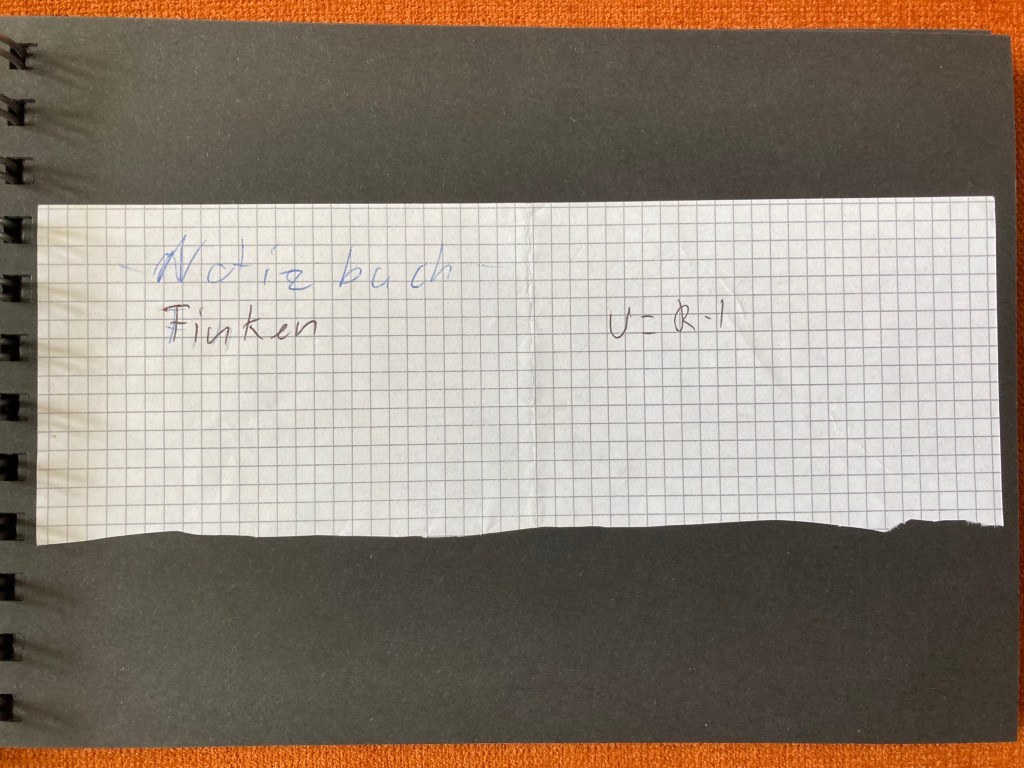 - Notizbuch -
Finken
U = R · I